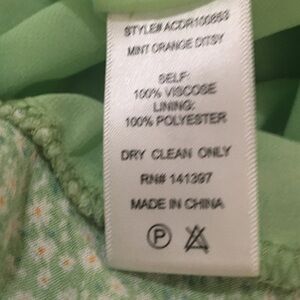 STYLE# ACDR100853
MINT ORANGE DITSY
SELF:
100% VISCOSE
LINING:
100% POLYESTER
DRY CLEAN ONLY
RN# 141397
MADE IN CHINA
P